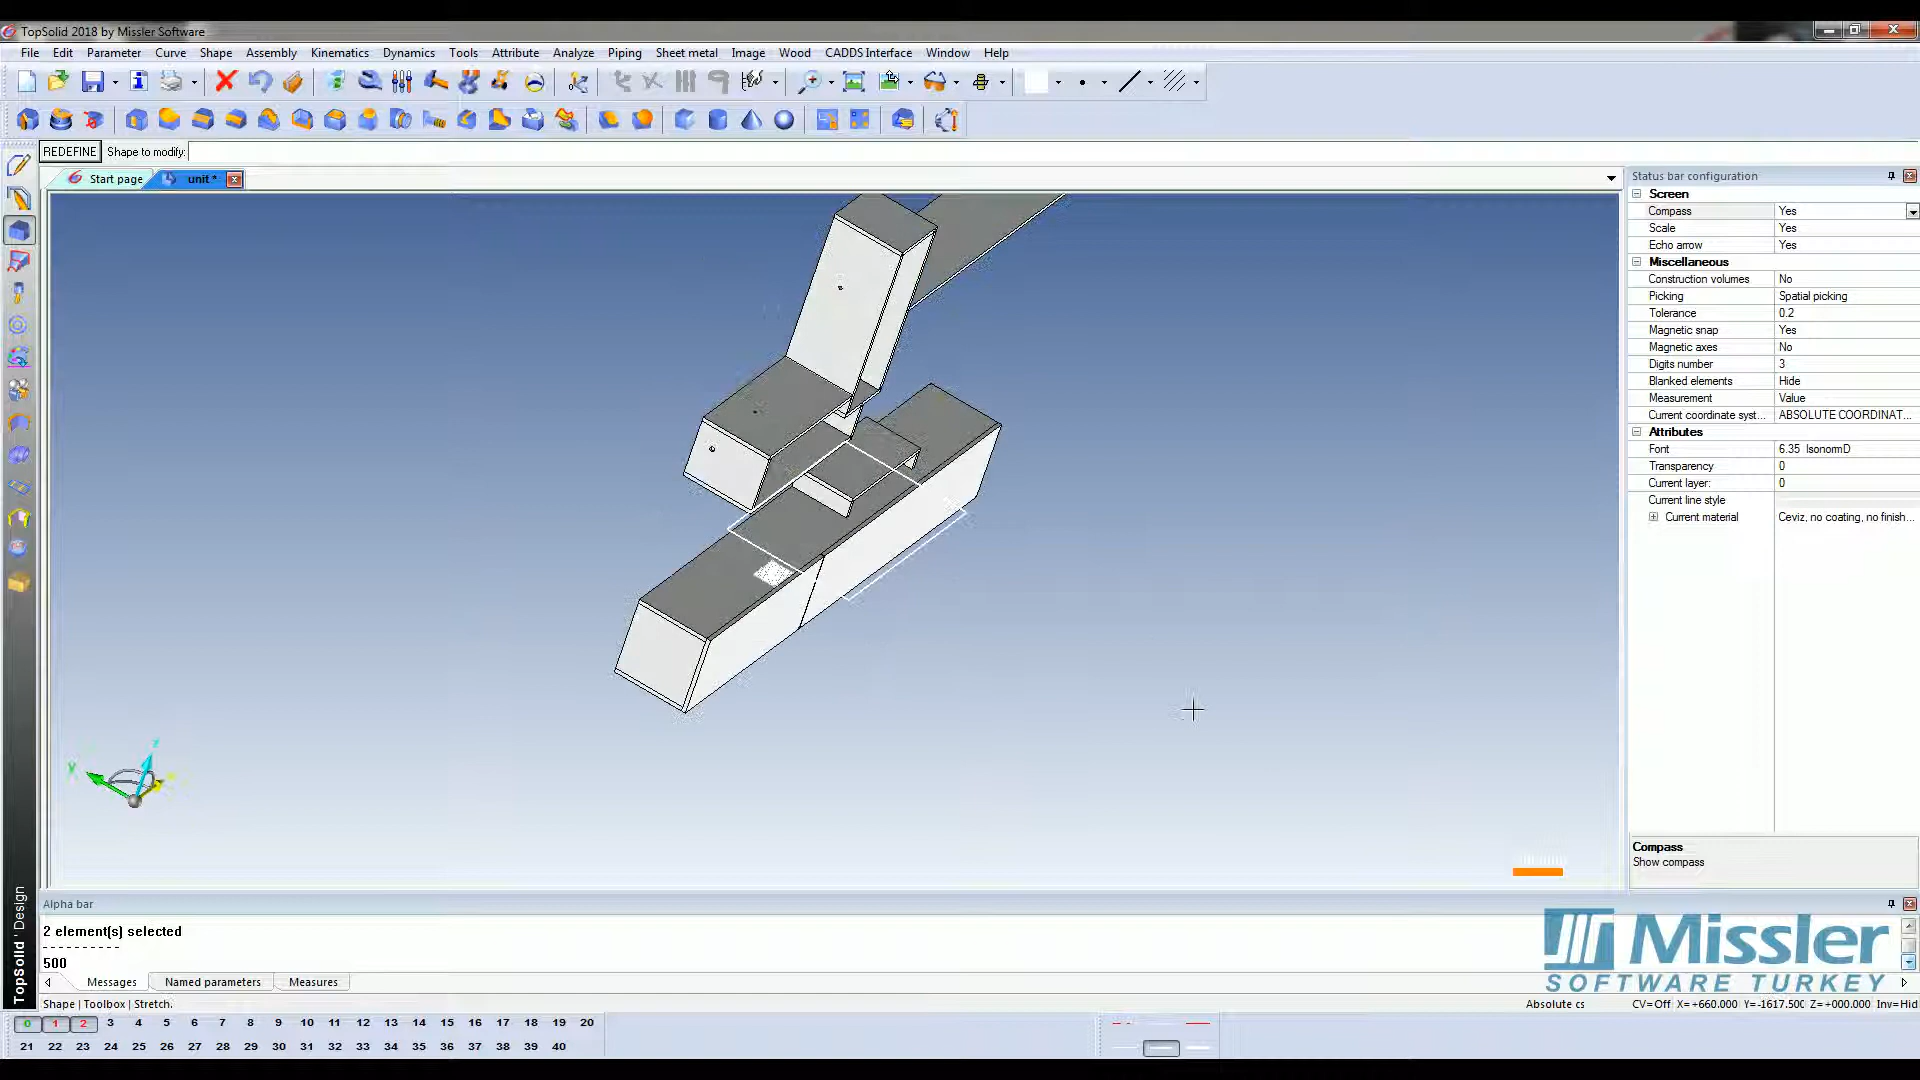 TopSolid 2018 by Missler Software
File Edit Parameter Curve Shape Assembly Kinematics Dynamics Tools Attribute Analyze Piping Sheet metal Image Wood CADDS Interface Window Help
REDEFINE Shape to modify:
Start page unit *
Status bar configuration
Screen
Compass Yes
Scale Yes
Echo arrow Yes
Miscellaneous
Construction volumes No
Picking Spatial picking
Tolerance 0.2
Magnetic snap Yes
Magnetic axes No
Digits number 3
Blanked elements Hide
Measurement Value
Current coordinate syst... ABSOLUTE COORDINAT...
Attributes
Font 6.35 IsonormD
Transparency 0
Current layer: 0
Current line style
Current material Ceviz, no coating, no finish...
Compass
Show compass
TopSolid'Design
Alpha bar
2 element(s) selected
----------
500
Messages Named parameters Measures
Missler
SOFTWARE TURKEY
Shape | Toolbox | Stretch.
Absolute cs CV=Off X= +660.000 Y=-1617.500 Z= +000.000 Inv=Hid
0 1 2 3 4 5 6 7 8 9 10 11 12 13 14 15 16 17 18 19 20
21 22 23 24 25 26 27 28 29 30 31 32 33 34 35 36 37 38 39 40